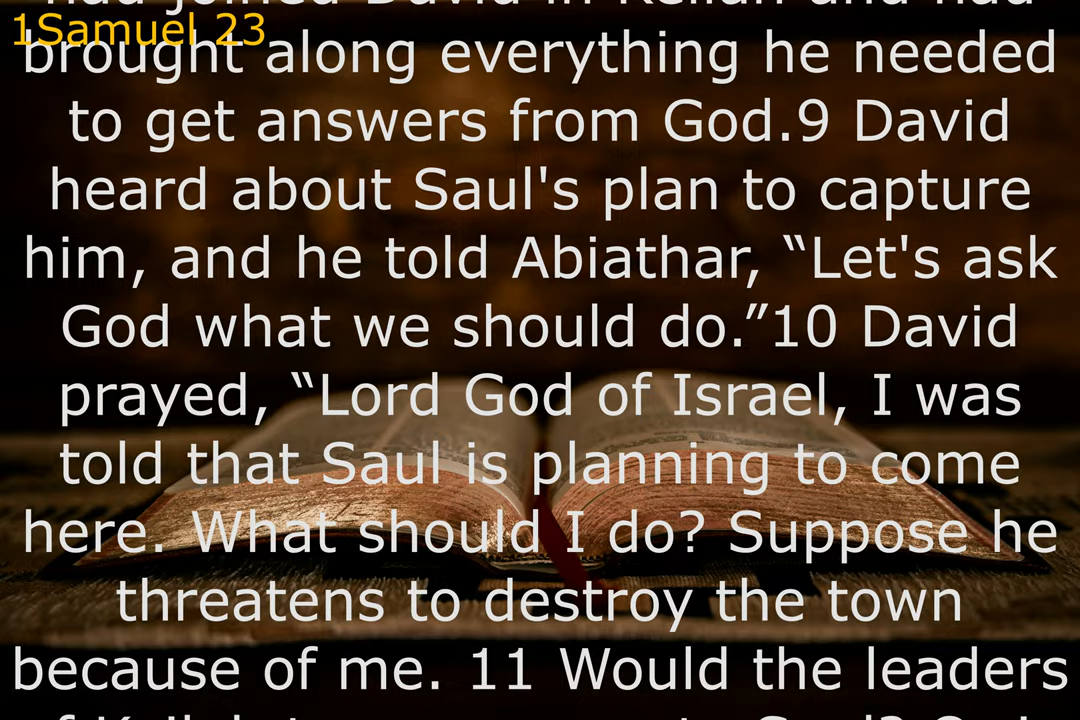 1Samuel 23
had joined David in Keilah and had
brought along everything he needed
to get answers from God.9 David
heard about Saul's plan to capture
him, and he told Abiathar, “Let's ask
God what we should do.”10 David
prayed, “Lord God of Israel, I was
told that Saul is planning to come
here. What should I do? Suppose he
threatens to destroy the town
because of me. 11 Would the leaders